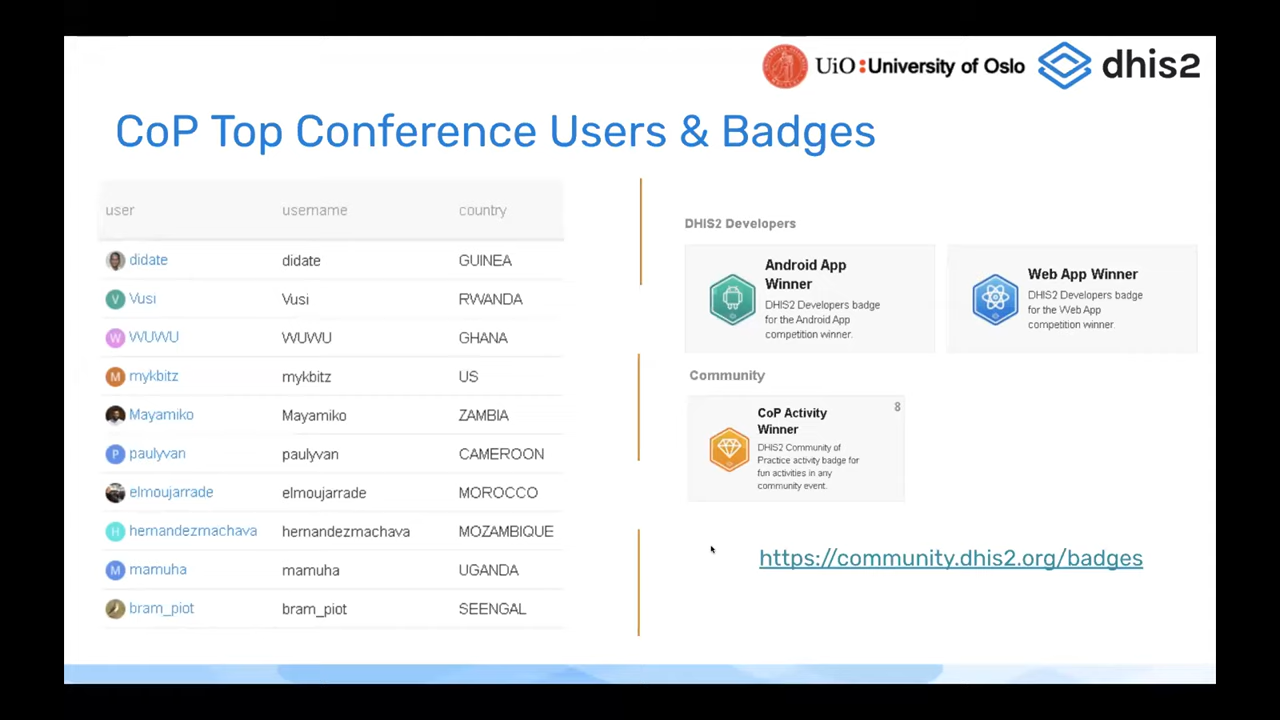 UiO:University of Oslo
dhis2
CoP Top Conference Users & Badges
user username country
didate didate GUINEA
V Vusi Vusi RWANDA
W WUWU WUWU GHANA
M mykbitz mykbitz US
Mayamiko Mayamiko ZAMBIA
P paulyvan paulyvan CAMEROON
elmoujarrade elmoujarrade MOROCCO
H hernandezmachava hernandezmachava MOZAMBIQUE
M mamuha mamuha UGANDA
bram_piot bram_piot SEENGAL
DHIS2 Developers
Android App
Winner
DHIS2 Developers badge
for the Android App
competition winner.
Web App Winner
DHIS2 Developers badge
for the Web App
competition winner.
Community
8
CoP Activity
Winner
DHIS2 Community of
Practice activity badge for
fun activities in any
community event.
https://community.dhis2.org/badges